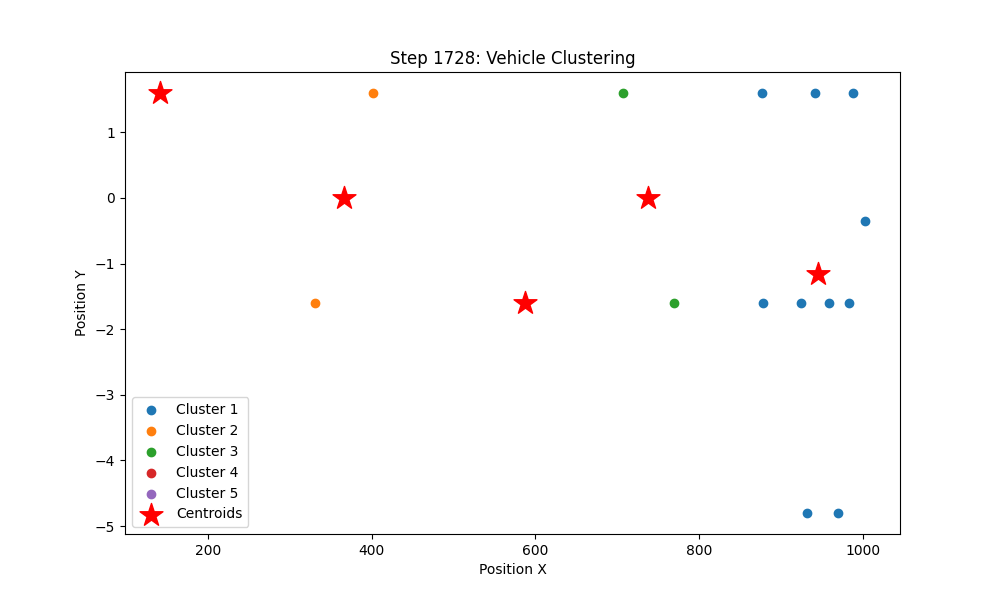 Step 1728: Vehicle Clustering
Position Y
1
0
−1
−2
−3
−4
−5
Cluster 1
Cluster 2
Cluster 3
Cluster 4
Cluster 5
Centroids
200 400 600 800 1000
Position X